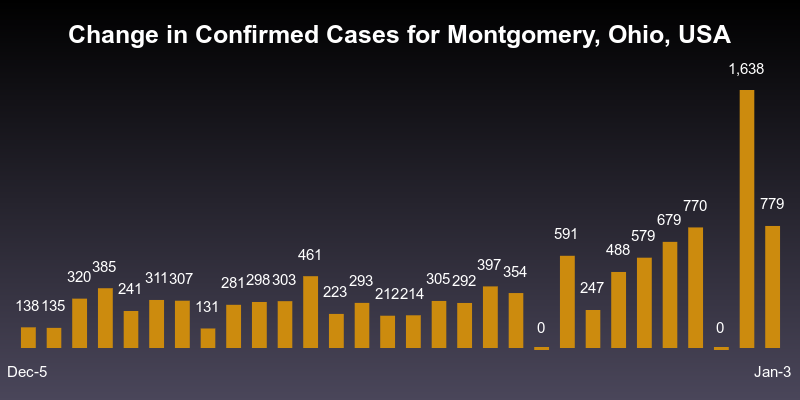 Change in Confirmed Cases for Montgomery, Ohio, USA
138 135 320 385 241 311 307 131 281 298 303 461 223 293 212 214 305 292 397 354 0 591 247 488 579 679 770 0 1,638 779
Dec-5 Jan-3